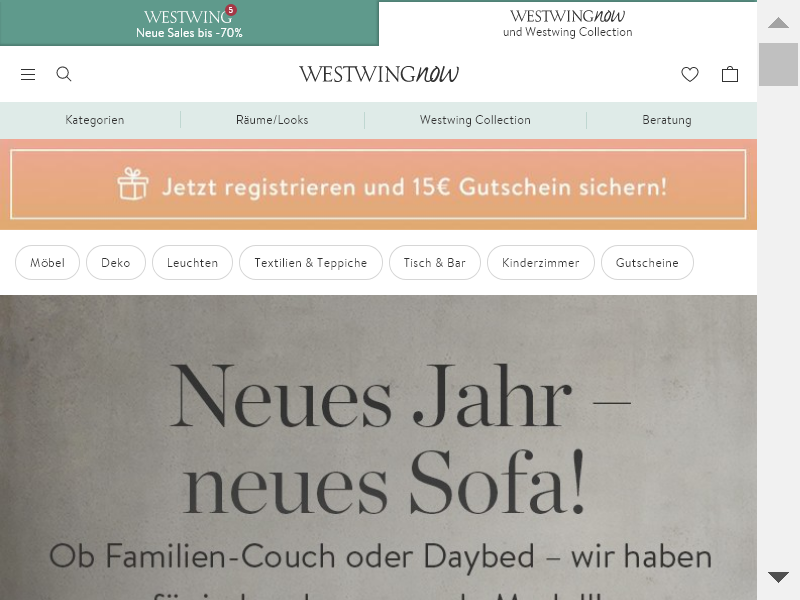 WESTWING 5
Neue Sales bis -70%
WESTWINGnow
und Westwing Collection
WESTWINGnow
Kategorien
Räume/Looks
Westwing Collection
Beratung
Jetzt registrieren und 15€ Gutschein sichern!
Möbel
Deko
Leuchten
Textilien & Teppiche
Tisch & Bar
Kinderzimmer
Gutscheine
Neues Jahr –
neues Sofa!
Ob Familien-Couch oder Daybed – wir haben